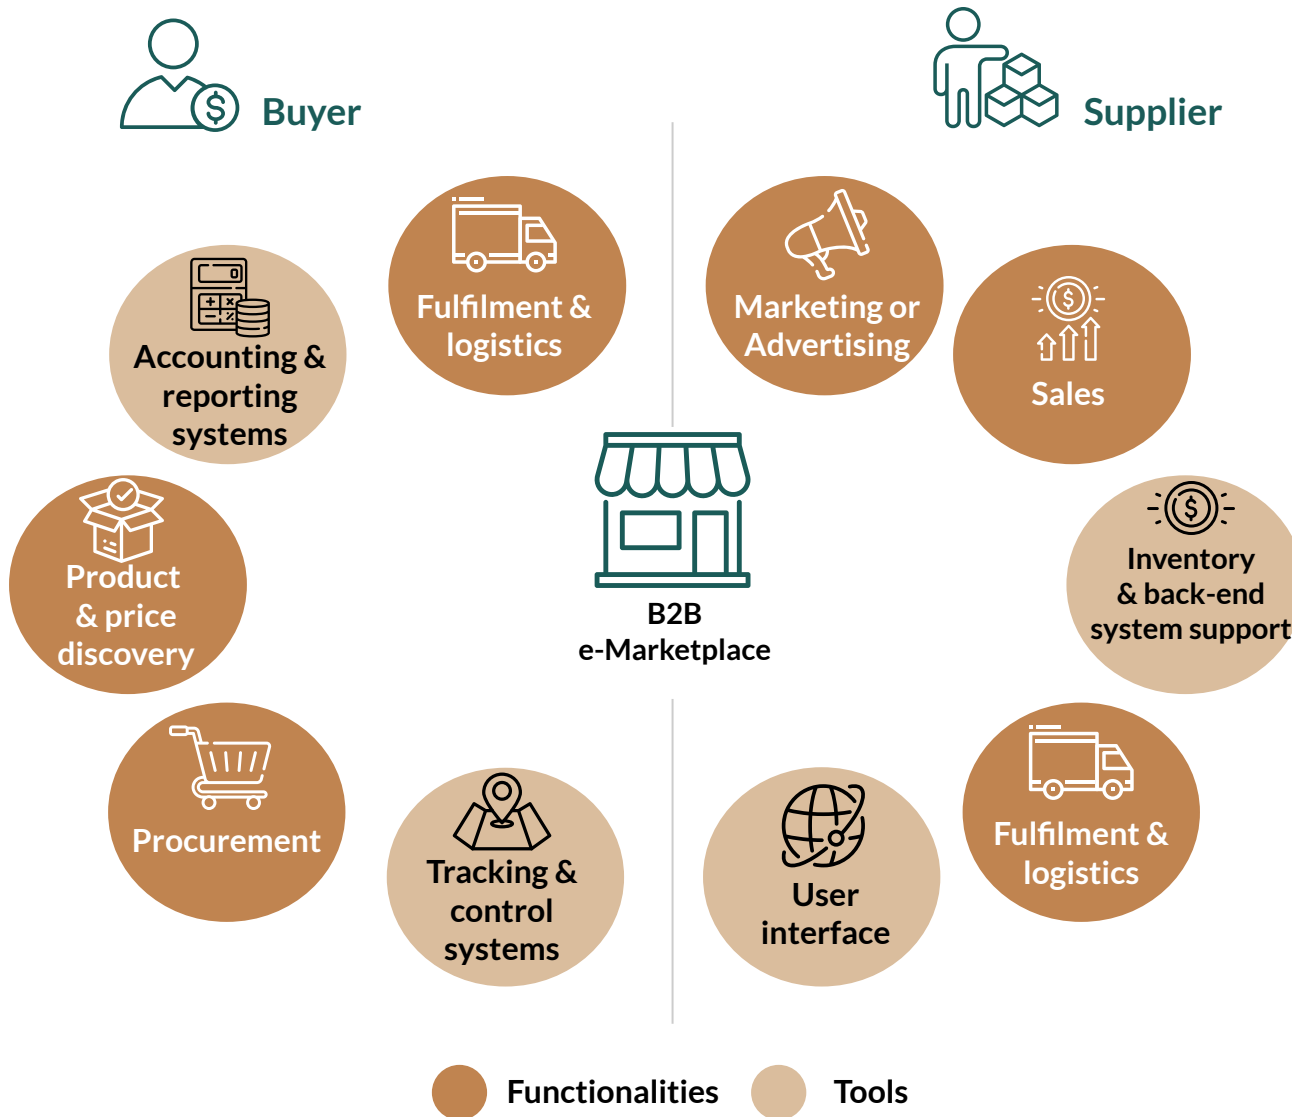 Buyer
Supplier
Fulfilment &
logistics
Marketing or
Advertising
Accounting &
reporting
systems
Sales
Product
& price
discovery
B2B
e-Marketplace
Inventory
& back-end
system support
Procurement
Tracking &
control
systems
User
interface
Fulfilment &
logistics
Functionalities
Tools